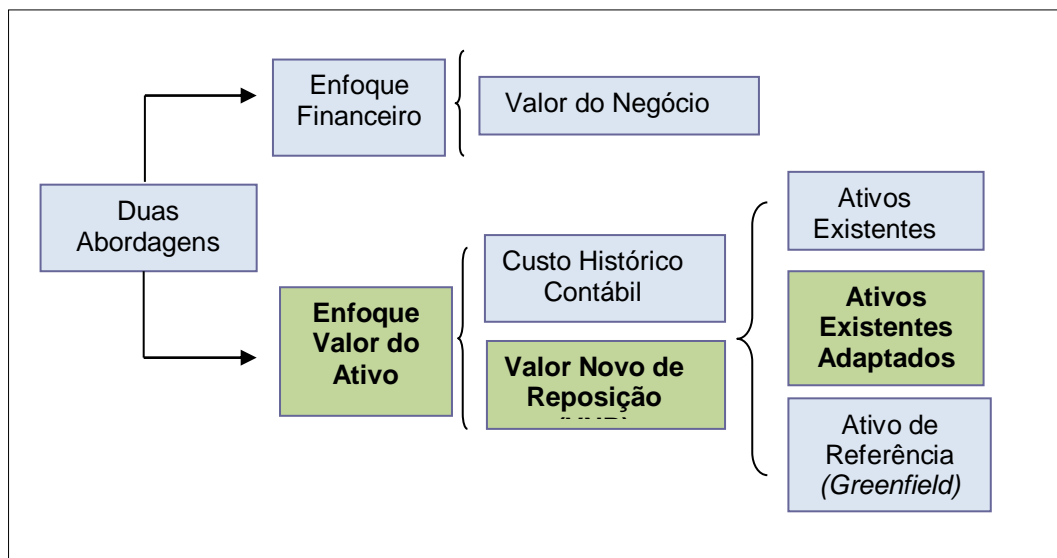 Enfoque
Financeiro
Valor do Negócio
Duas
Abordagens
Enfoque
Valor do
Ativo
Custo Histórico
Contábil
Valor Novo de
Reposição
Ativos
Existentes
Ativos
Existentes
Adaptados
Ativo de
Referência
(Greenfield)